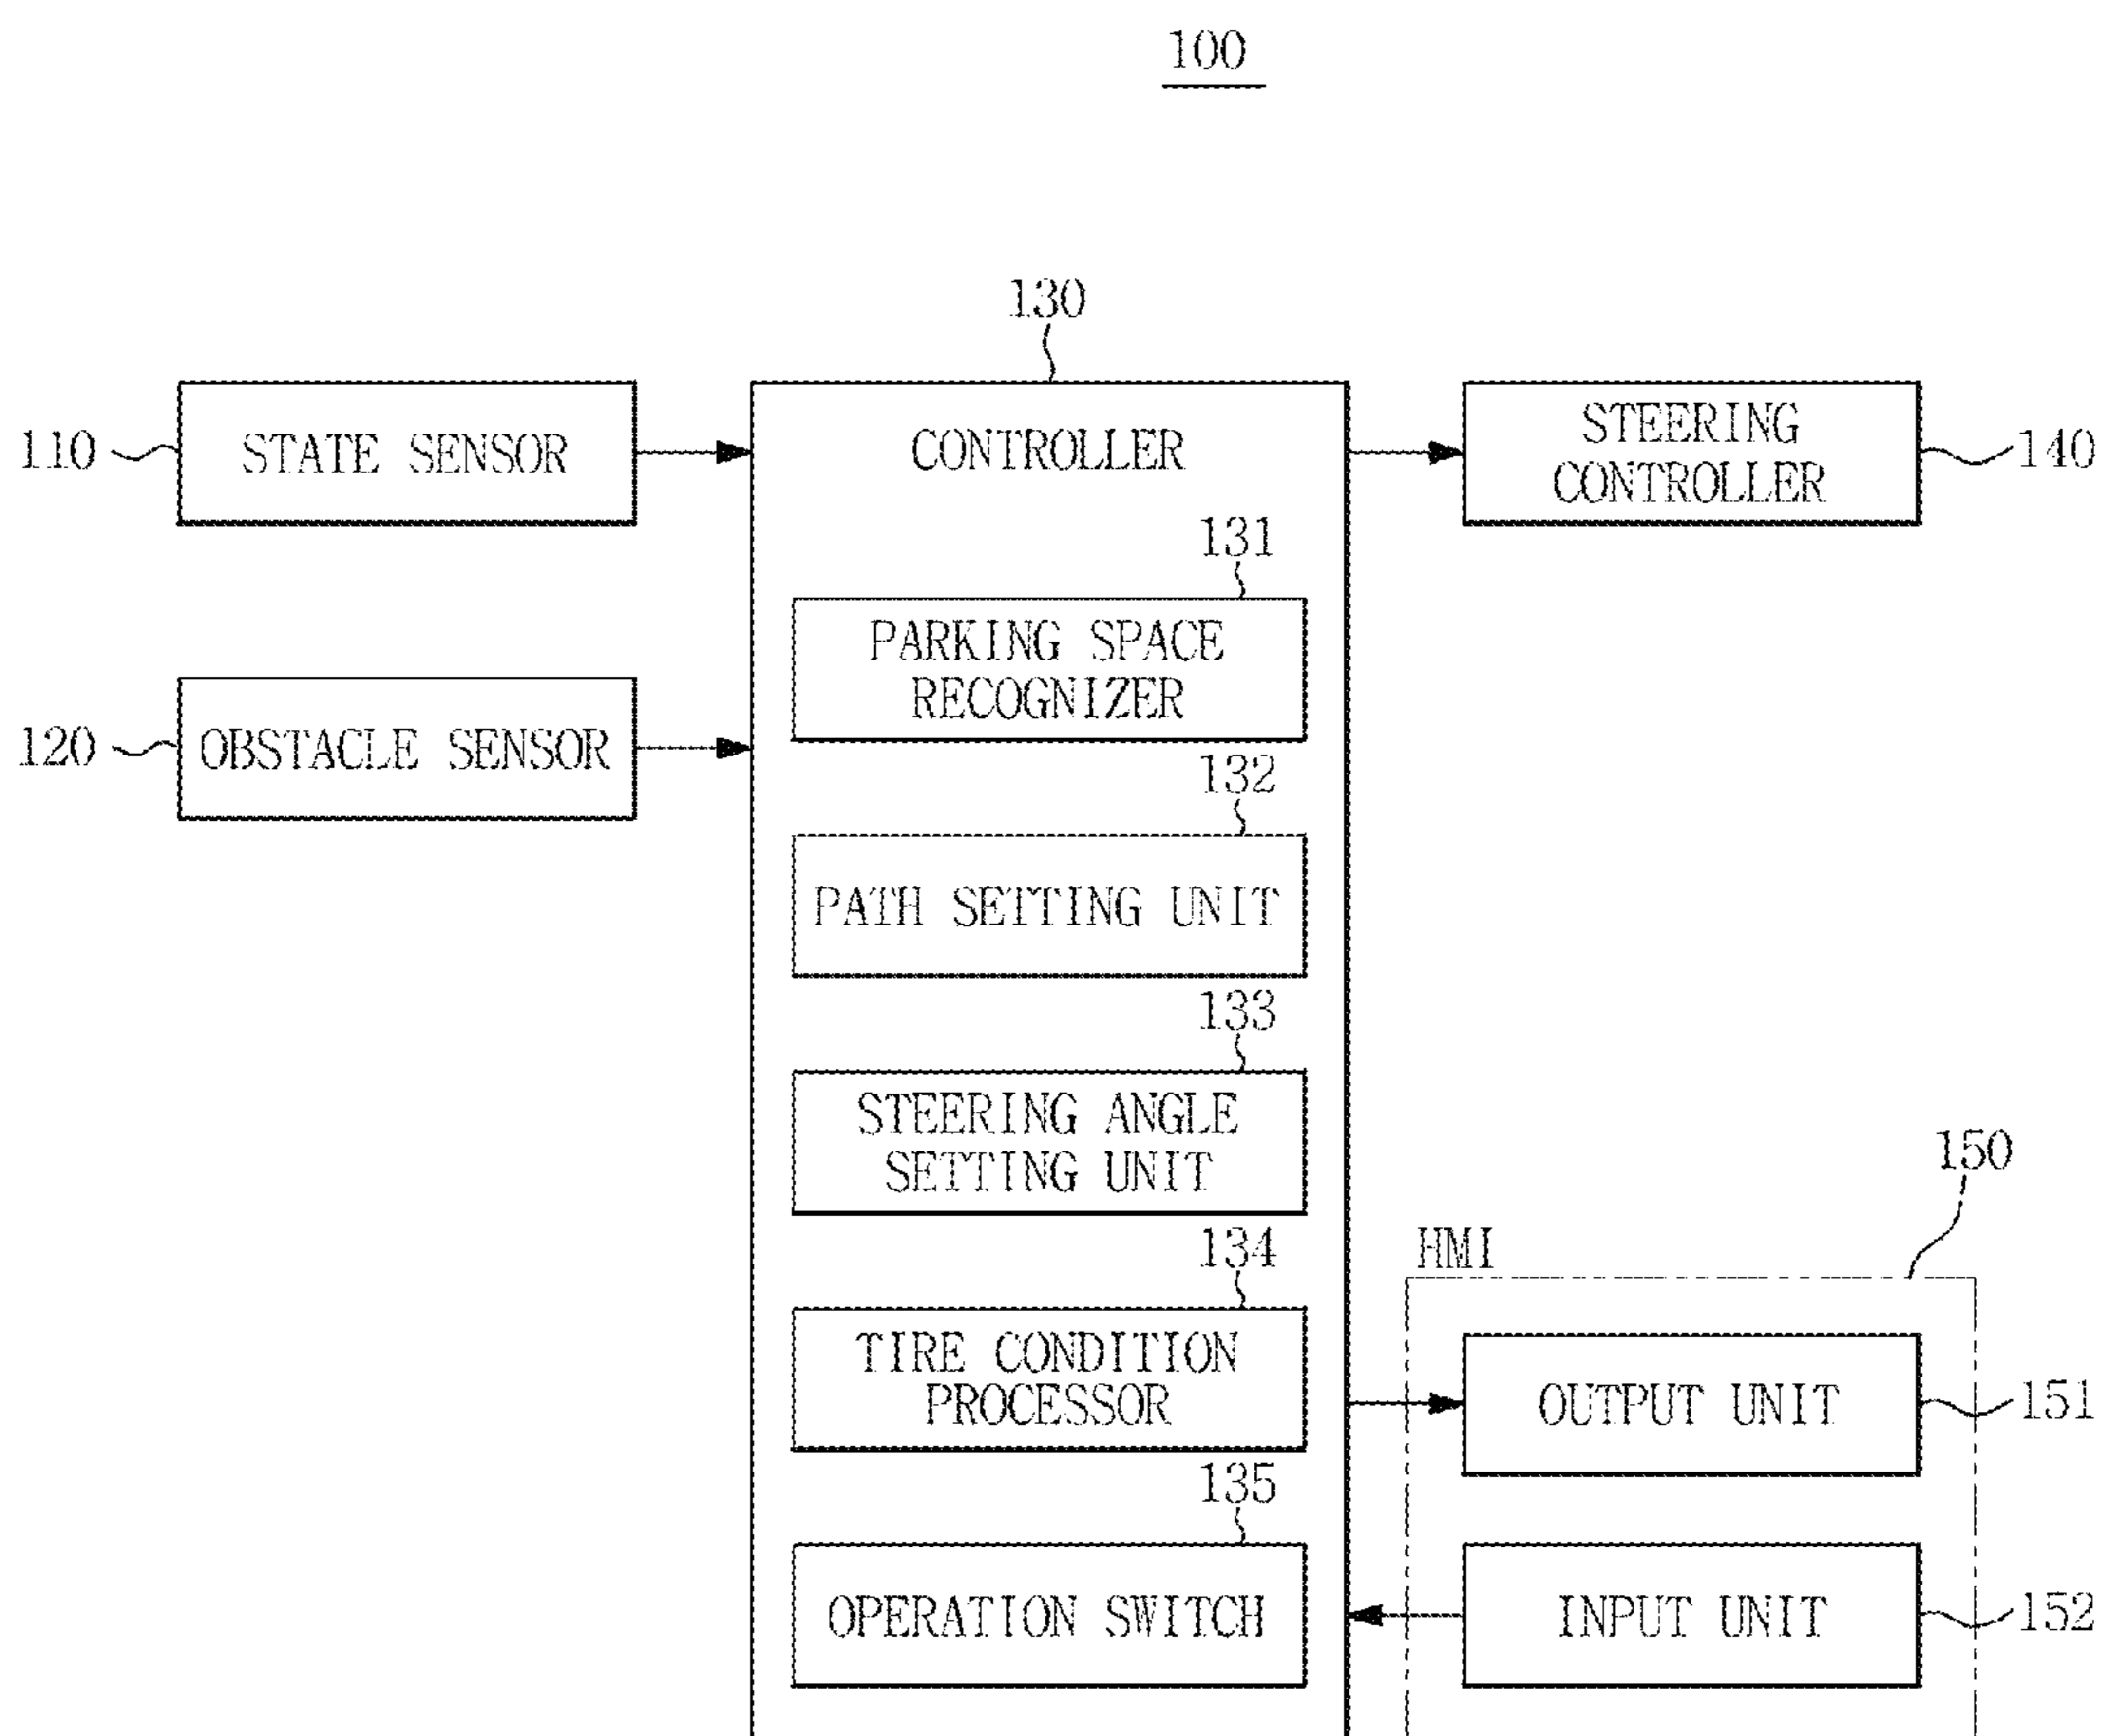 100
130
110
STATE SENSOR
CONTROLLER
STEERING
CONTROLLER
140
131
PARKING SPACE
RECOGNIZER
120
OBSTACLE SENSOR
132
PATH SETTING UNIT
133
STEERING ANGLE
SETTING UNIT
150
134
HMI
TIRE CONDITION
PROCESSOR
OUTPUT UNIT
151
135
OPERATION SWITCH
INPUT UNIT
152